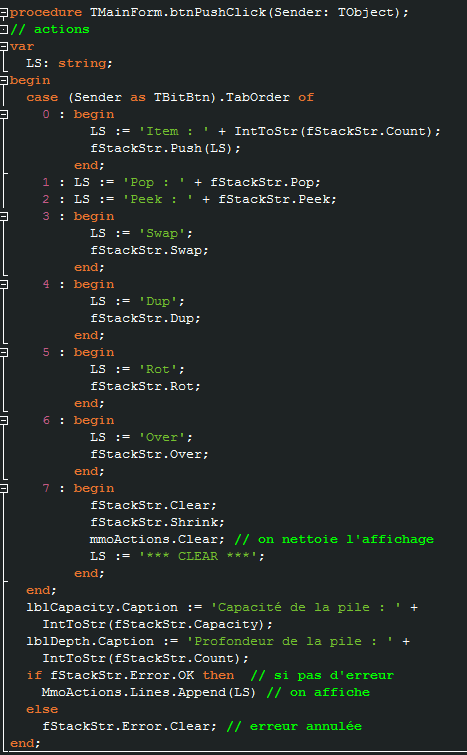 procedure TMainForm.btnPushClick(Sender: TObject);
// actions
var
  LS: string;
begin
  case (Sender as TBitBtn).TabOrder of
    0 : begin
          LS := 'Item : ' + IntToStr(fStackStr.Count);
          fStackStr.Push(LS);
        end;
    1 : LS := 'Pop : ' + fStackStr.Pop;
    2 : LS := 'Peek : ' + fStackStr.Peek;
    3 : begin
          LS := 'Swap';
          fStackStr.Swap;
        end;
    4 : begin
          LS := 'Dup';
          fStackStr.Dup;
        end;
    5 : begin
          LS := 'Rot';
          fStackStr.Rot;
        end;
    6 : begin
          LS := 'Over';
          fStackStr.Over;
        end;
    7 : begin
          fStackStr.Clear;
          fStackStr.Shrink;
          mmoActions.Clear; // on nettoie l'affichage
          LS := '*** CLEAR ***';
        end;
  end;
  lblCapacity.Caption := 'Capacité de la pile : ' +
    IntToStr(fStackStr.Capacity);
  lblDepth.Caption := 'Profondeur de la pile : ' +
    IntToStr(fStackStr.Count);
  if fStackStr.Error.OK then  // si pas d'erreur
    MmoActions.Lines.Append(LS) // on affiche
  else
    fStackStr.Error.Clear; // erreur annulée
end;